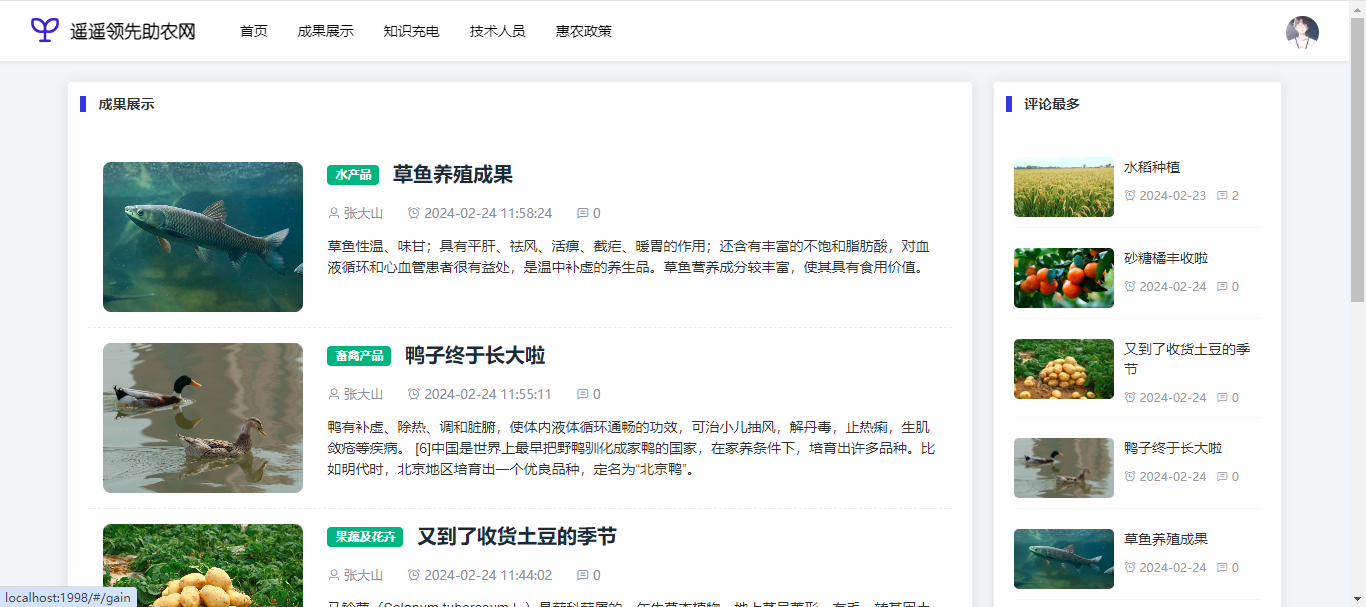 遥遥领先助农网
首页
成果展示
知识充电
技术人员
惠农政策
成果展示
水产品
草鱼养殖成果
张大山
2024-02-24 11:58:24
0
草鱼性温、味甘；具有平肝、祛风、活痹、截疟、暖胃的作用；还含有丰富的不饱和脂肪酸，对血
液循环和心血管患者很有益处，是温中补虚的养生品。草鱼营养成分较丰富，使其具有食用价值。
畜禽产品
鸭子终于长大啦
张大山
2024-02-24 11:55:11
0
鸭有补虚、除热、调和脏腑，使体内液体循环通畅的功效，可治小儿抽风，解丹毒，止热痢，生肌
敛疮等疾病。 [6]中国是世界上最早把野鸭驯化成家鸭的国家，在家养条件下，培育出许多品种。比
如明代时，北京地区培育出一个优良品种，定名为“北京鸭”。
果蔬及花卉
又到了收货土豆的季节
张大山
2024-02-24 11:44:02
0
评论最多
水稻种植
2024-02-23
2
砂糖橘丰收啦
2024-02-24
0
又到了收货土豆的季
节
2024-02-24
0
鸭子终于长大啦
2024-02-24
0
草鱼养殖成果
2024-02-24
0
localhost:1998/#/gain